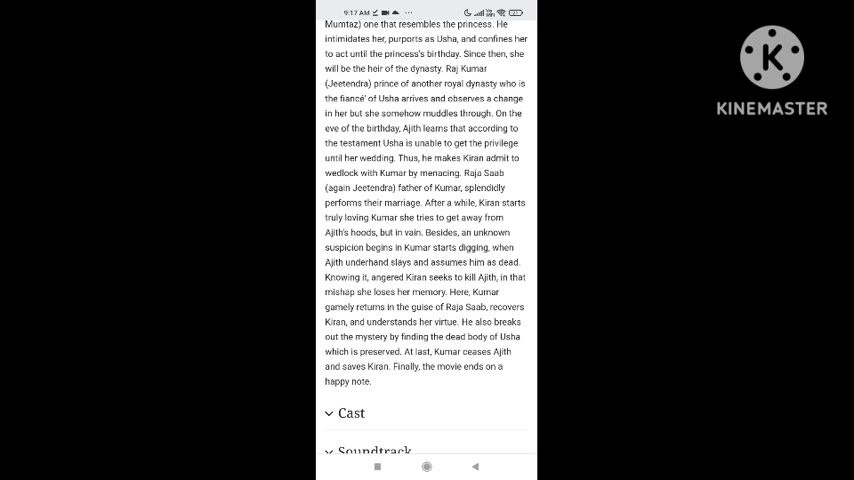 9:17 AM
Mumtaz) one that resembles the princess. He
intimidates her, purports as Usha, and confines her
to act until the princess's birthday. Since then, she
will be the heir of the dynasty. Raj Kumar
(Jeetendra) prince of another royal dynasty who is
the fiancé' of Usha arrives and observes a change
in her but she somehow muddles through. On the
eve of the birthday, Ajith learns that according to
the testament Usha is unable to get the privilege
until her wedding. Thus, he makes Kiran admit to
wedlock with Kumar by menacing. Raja Saab
(again Jeetendra) father of Kumar, splendidly
performs their marriage. After a while, Kiran starts
truly loving Kumar she tries to get away from
Ajith's hoods, but in vain. Besides, an unknown
suspicion begins in Kumar starts digging, when
Ajith underhand slays and assumes him as dead.
Knowing it, angered Kiran seeks to kill Ajith, in that
mishap she loses her memory. Here, Kumar
gamely returns in the guise of Raja Saab, recovers
Kiran, and understands her virtue. He also breaks
out the mystery by finding the dead body of Usha
which is preserved. At last, Kumar ceases Ajith
and saves Kiran. Finally, the movie ends on a
happy note.
Cast
Soundtrack
K
KINEMASTER